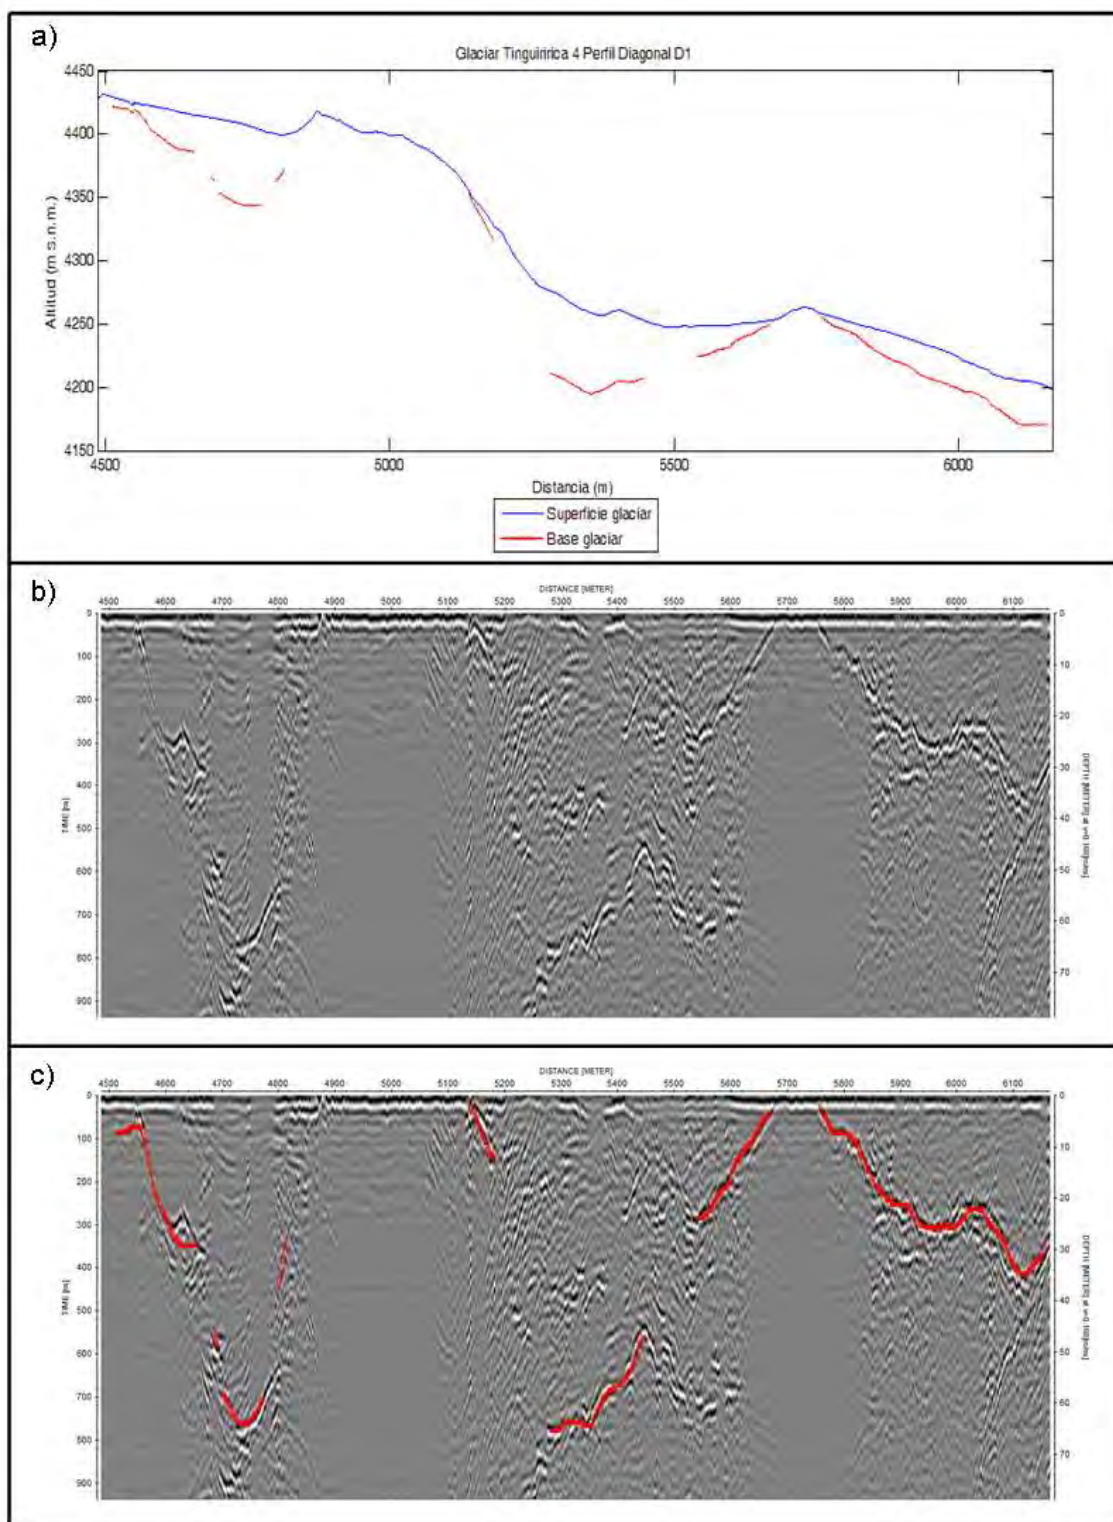 a)
Glaciar Tinguiririca 4 Perfil Diagonal D1
4450
4400
4350
4300
4250
4200
4150
Altitud (m s.n.m.)
4500 5000 5500 6000
Distancia (m)
Superficie glaciar
Base glaciar
b)
DISTANCE [METER]
4500 4600 4700 4800 4900 5000 5100 5200 5300 5400 5500 5600 5700 5800 5900 6000 6100
0
100
200
300
400
500
600
700
800
900
TIME [ns]
0
10
20
30
40
50
60
70
c)
DISTANCE [METER]
4500 4600 4700 4800 4900 5000 5100 5200 5300 5400 5500 5600 5700 5800 5900 6000 6100
0
100
200
300
400
500
600
700
800
900
TIME [ns]
0
10
20
30
40
50
60
70